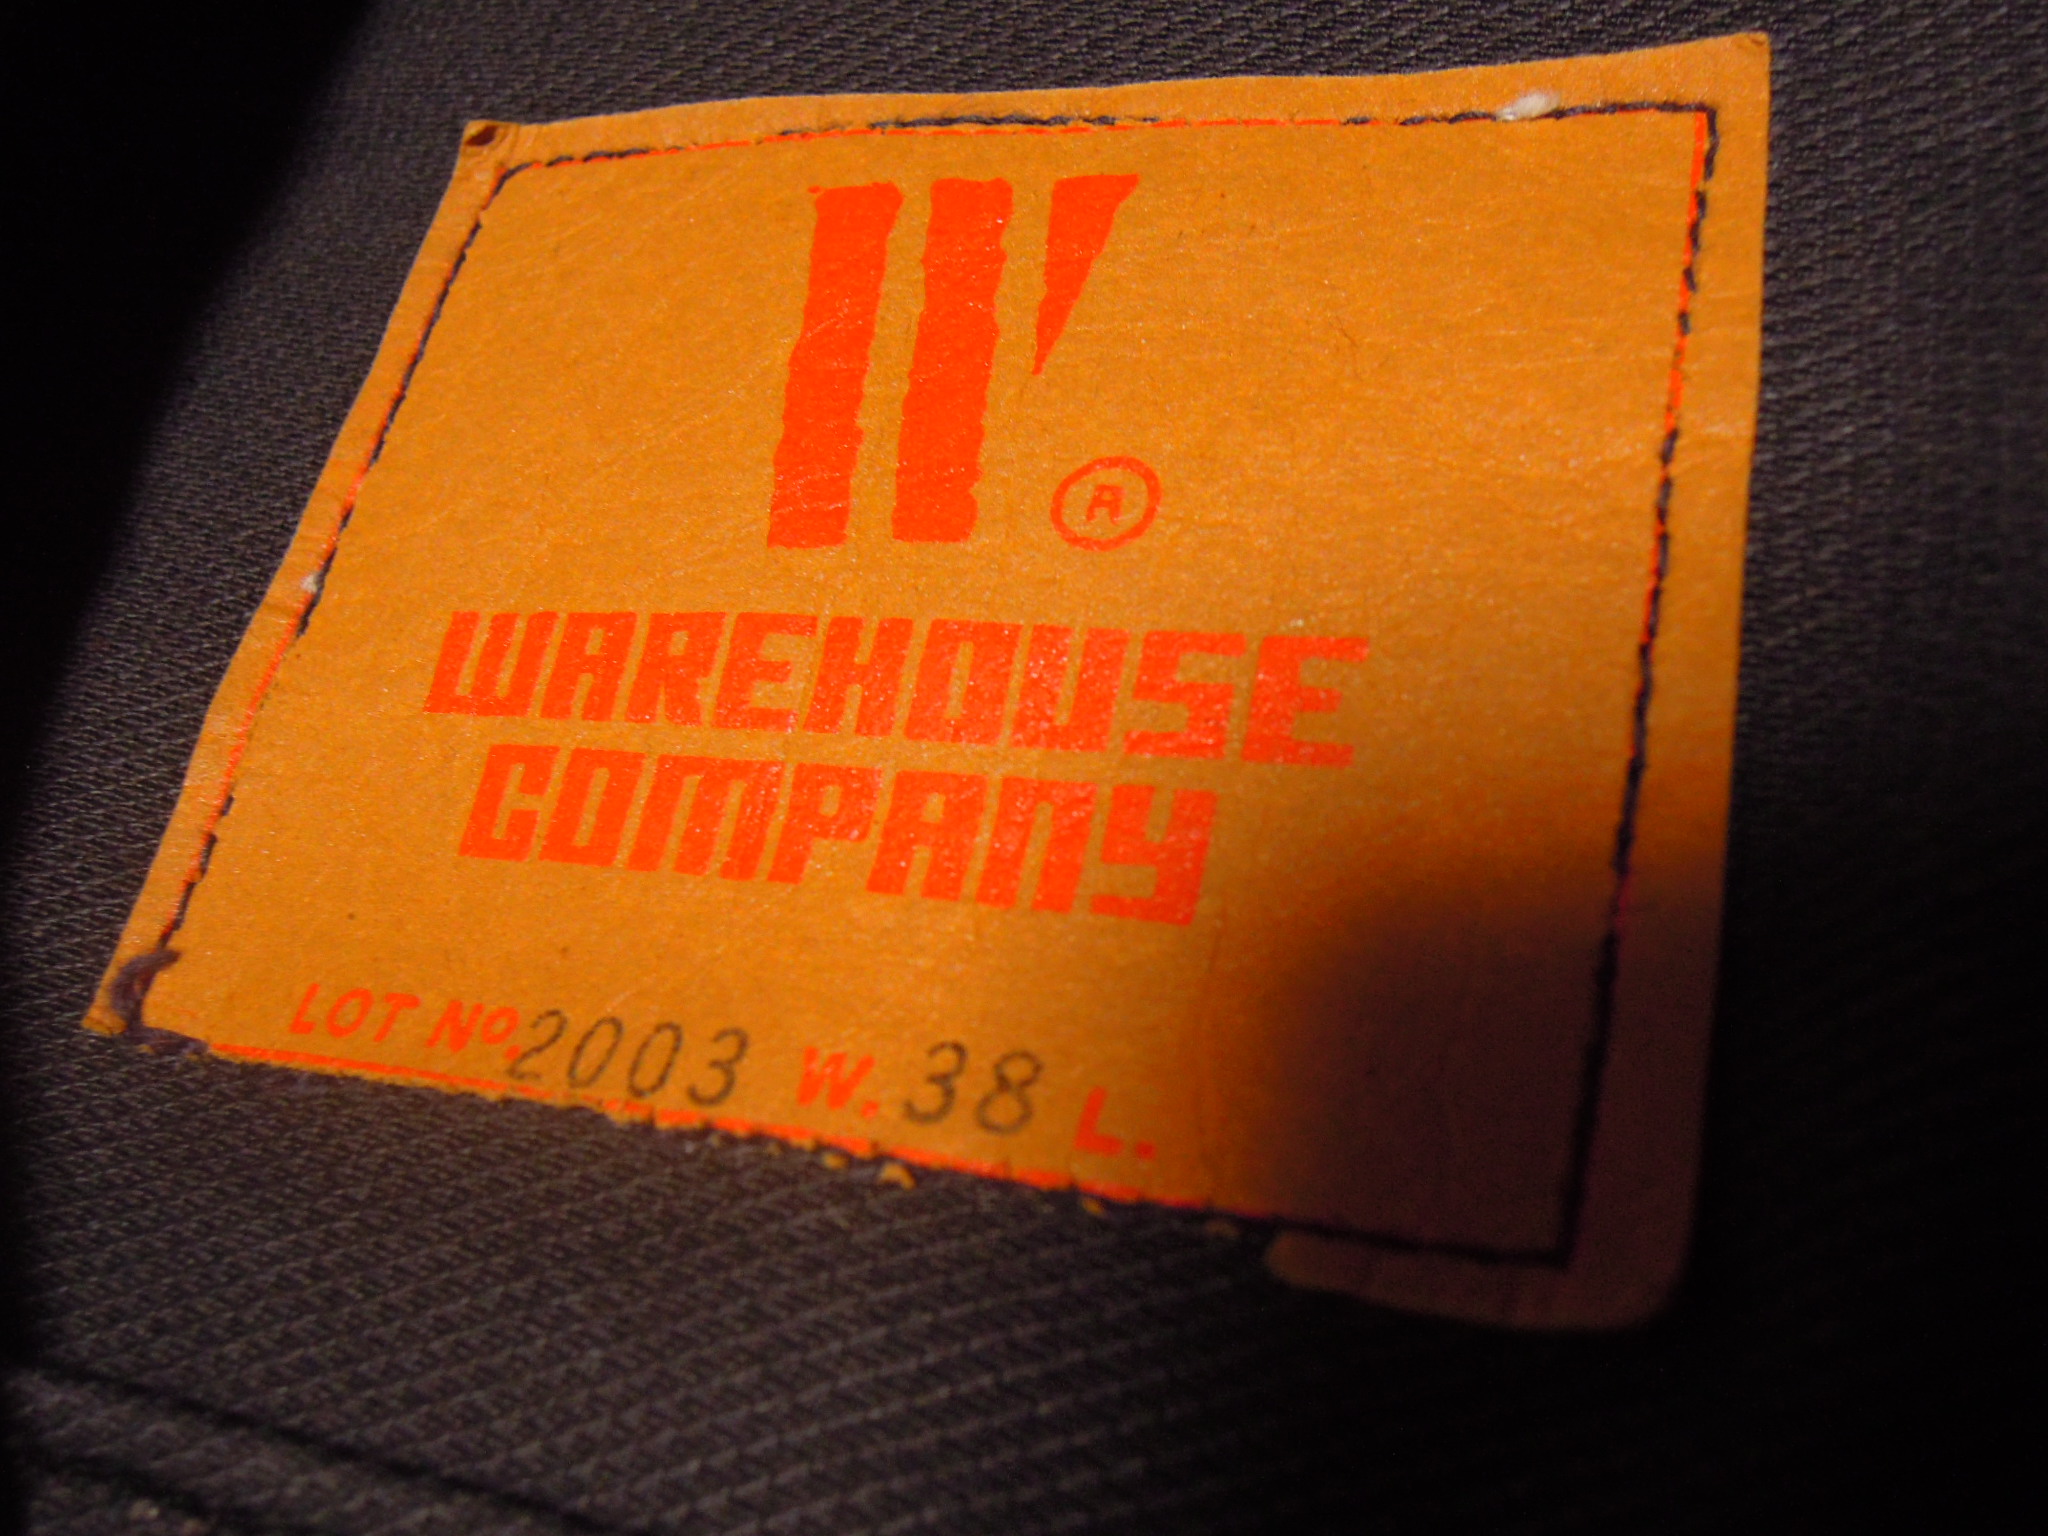 W ®
WAREHOUSE
COMPANY
LOT No. 2003 W. 38 L.